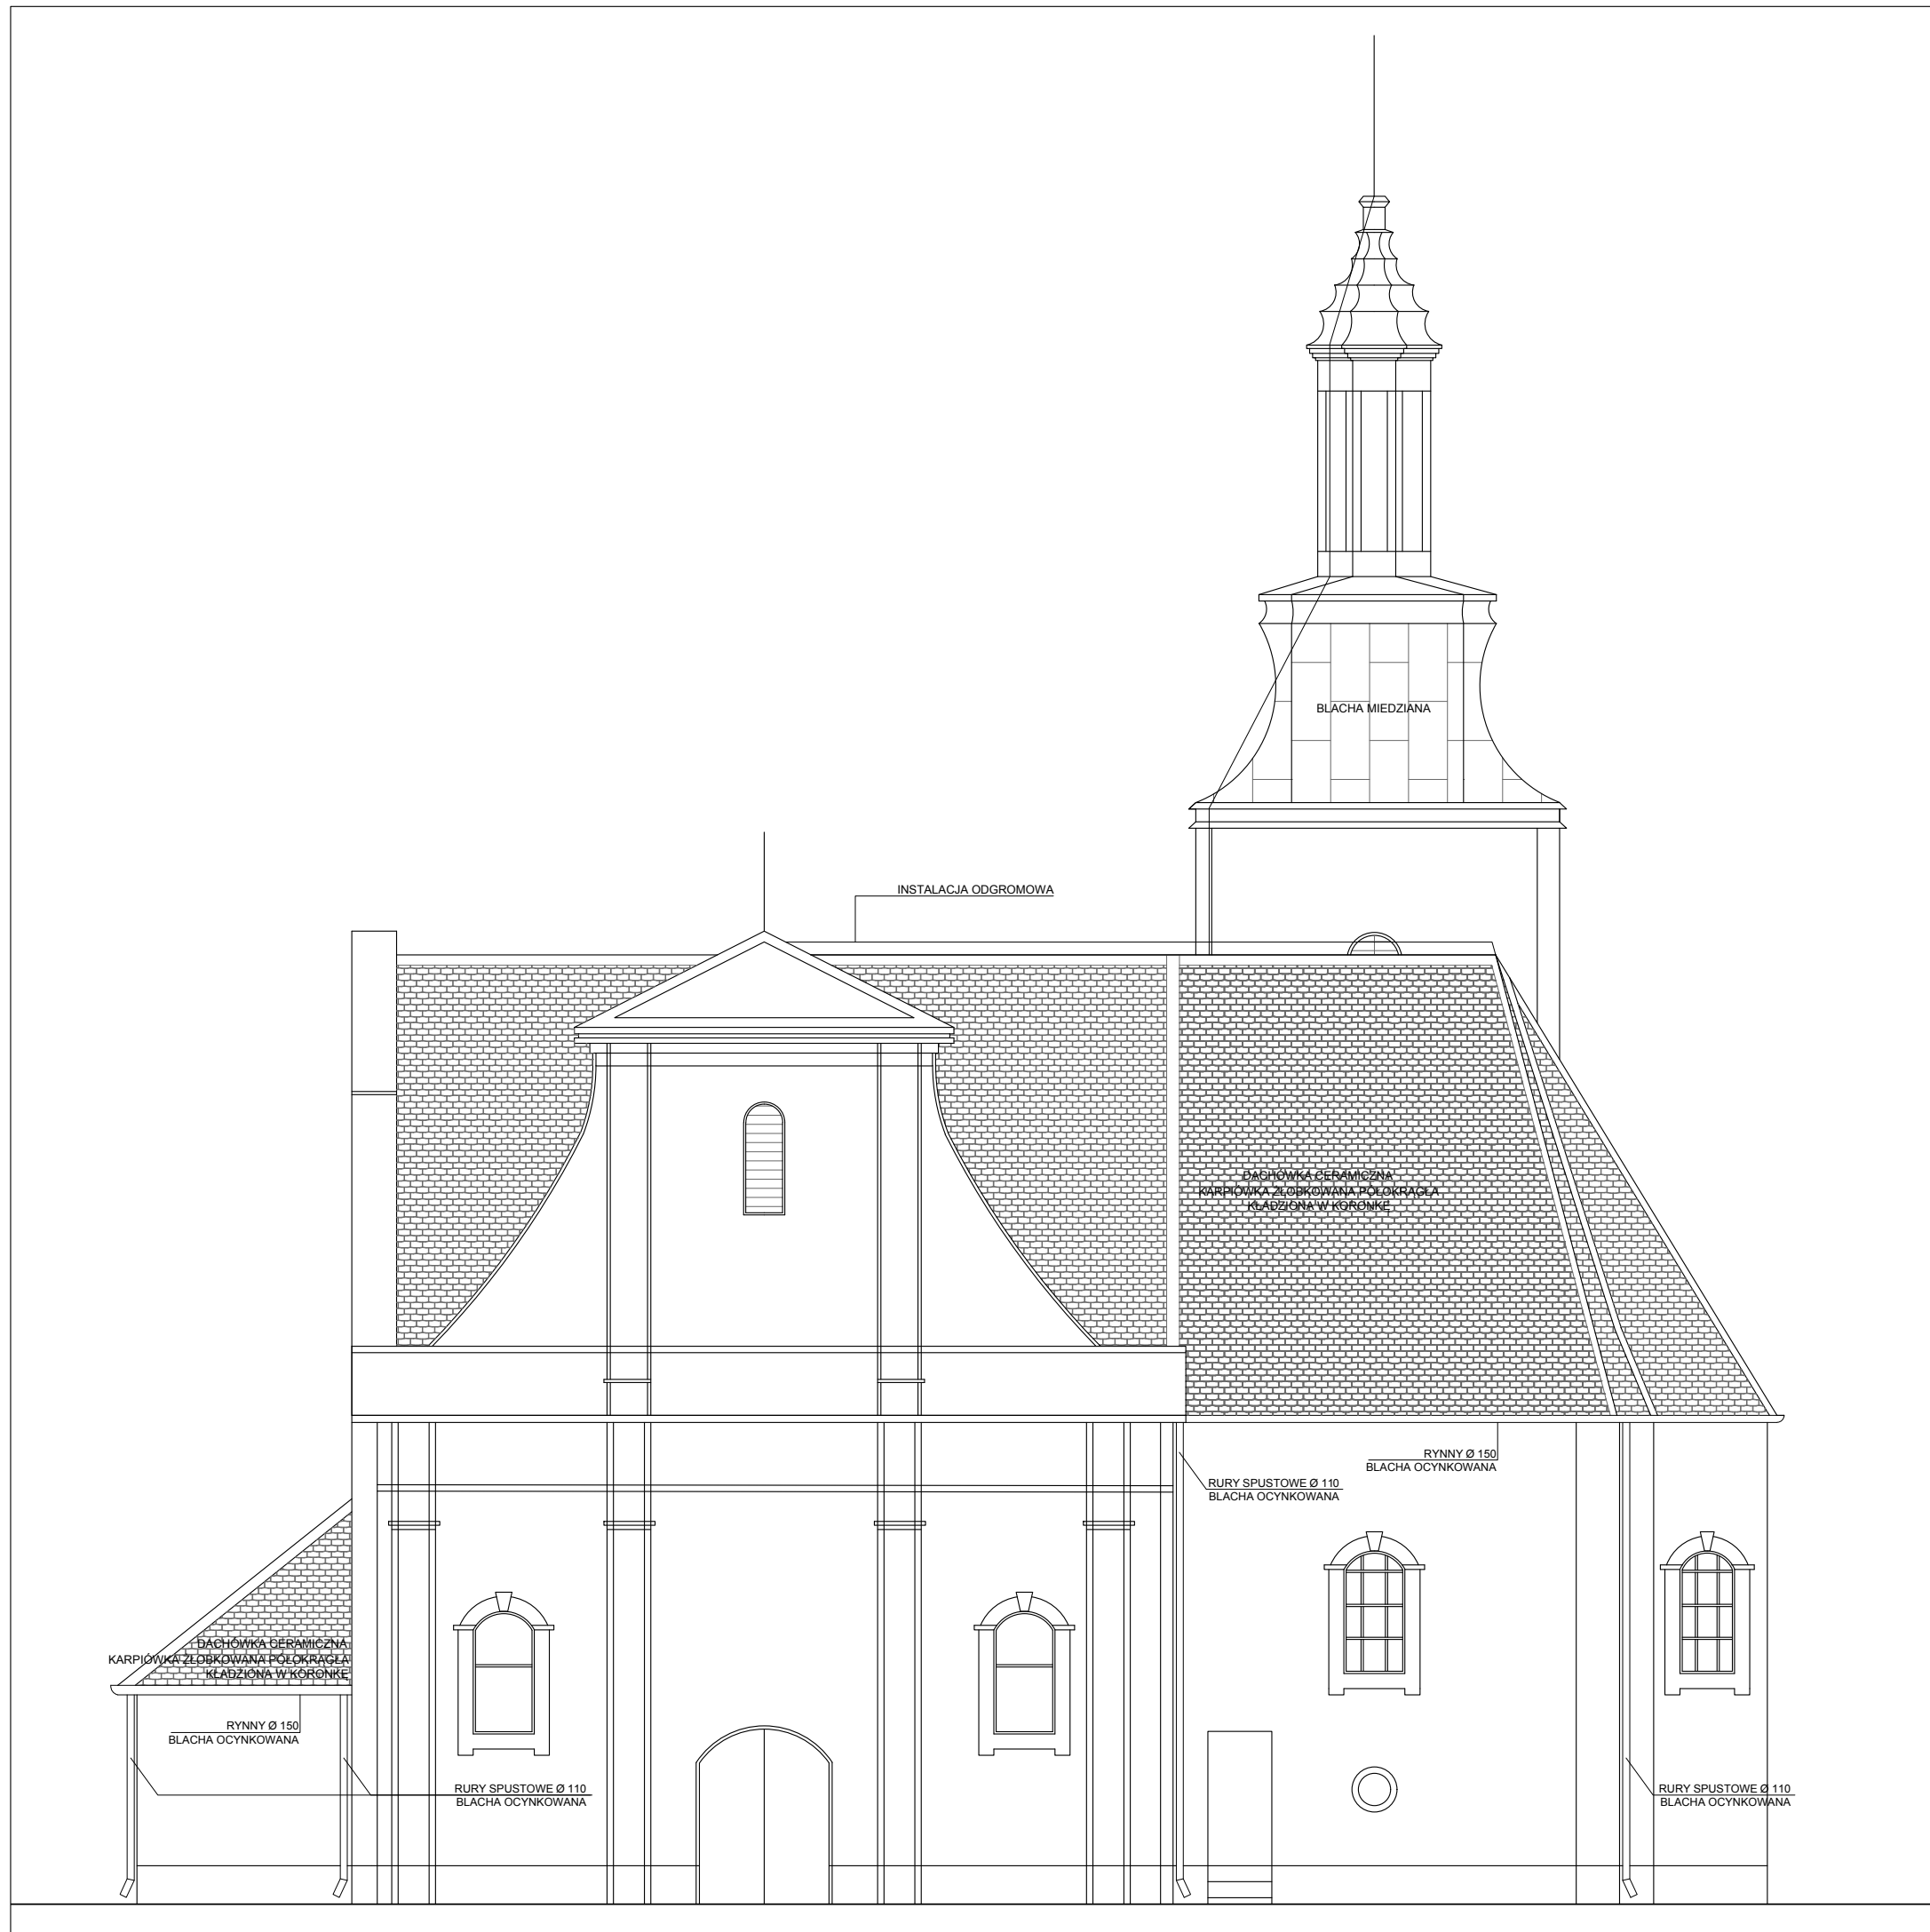 BLACHA MIEDZIANA
INSTALACJA ODGROMOWA
DACHÓWKA CERAMICZNA
KARPIÓWKA ŻŁOBKOWANA PÓŁOKRĄGŁA
KŁADZIONA W KORONKĘ
RYNNY Ø 150
BLACHA OCYNKOWANA
RURY SPUSTOWE Ø 110
BLACHA OCYNKOWANA
DACHÓWKA CERAMICZNA
KARPIÓWKA ŻŁOBKOWANA PÓŁOKRĄGŁA
KŁADZIONA W KORONKĘ
RYNNY Ø 150
BLACHA OCYNKOWANA
RURY SPUSTOWE Ø 110
BLACHA OCYNKOWANA
RURY SPUSTOWE Ø 110
BLACHA OCYNKOWANA